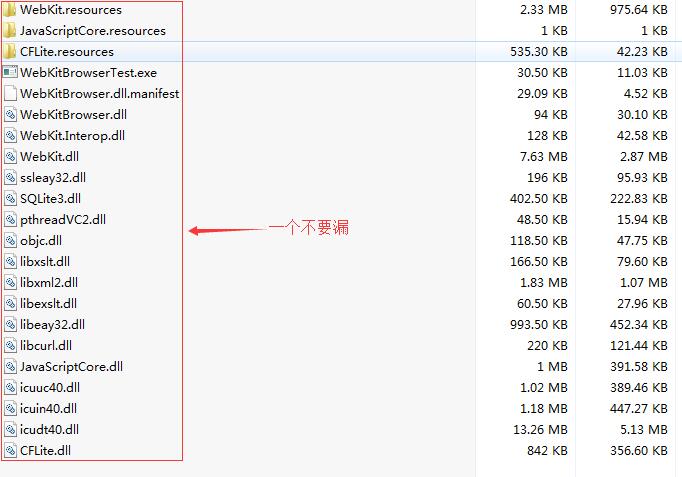 WebKit.resources 2.33 MB 975.64 KB
JavaScriptCore.resources 1 KB 1 KB
CFLite.resources 535.30 KB 42.23 KB
WebKitBrowserTest.exe 30.50 KB 11.03 KB
WebKitBrowser.dll.manifest 29.09 KB 4.52 KB
WebKitBrowser.dll 94 KB 30.10 KB
WebKit.Interop.dll 128 KB 42.58 KB
WebKit.dll 7.63 MB 2.87 MB
ssleay32.dll 196 KB 95.93 KB
SQLite3.dll 402.50 KB 222.83 KB
pthreadVC2.dll 48.50 KB 15.94 KB
一个不要漏
objc.dll 118.50 KB 47.75 KB
libxslt.dll 166.50 KB 79.60 KB
libxml2.dll 1.83 MB 1.07 MB
libexslt.dll 60.50 KB 27.96 KB
libeay32.dll 993.50 KB 452.34 KB
libcurl.dll 220 KB 121.44 KB
JavaScriptCore.dll 1 MB 391.58 KB
icuuc40.dll 1.02 MB 389.46 KB
icuin40.dll 1.18 MB 447.27 KB
icudt40.dll 13.26 MB 5.13 MB
CFLite.dll 842 KB 356.60 KB